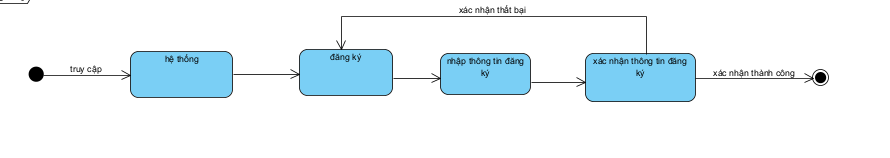 xác nhận thất bại
truy cập
hệ thống
đăng ký
nhập thông tin đăng
ký
xác nhận thông tin đăng
ký
xác nhận thành công